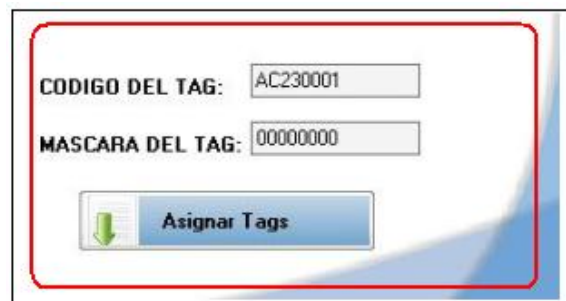 CODIGO DEL TAG: AC230001
MASCARA DEL TAG: 00000000
Asignar Tags